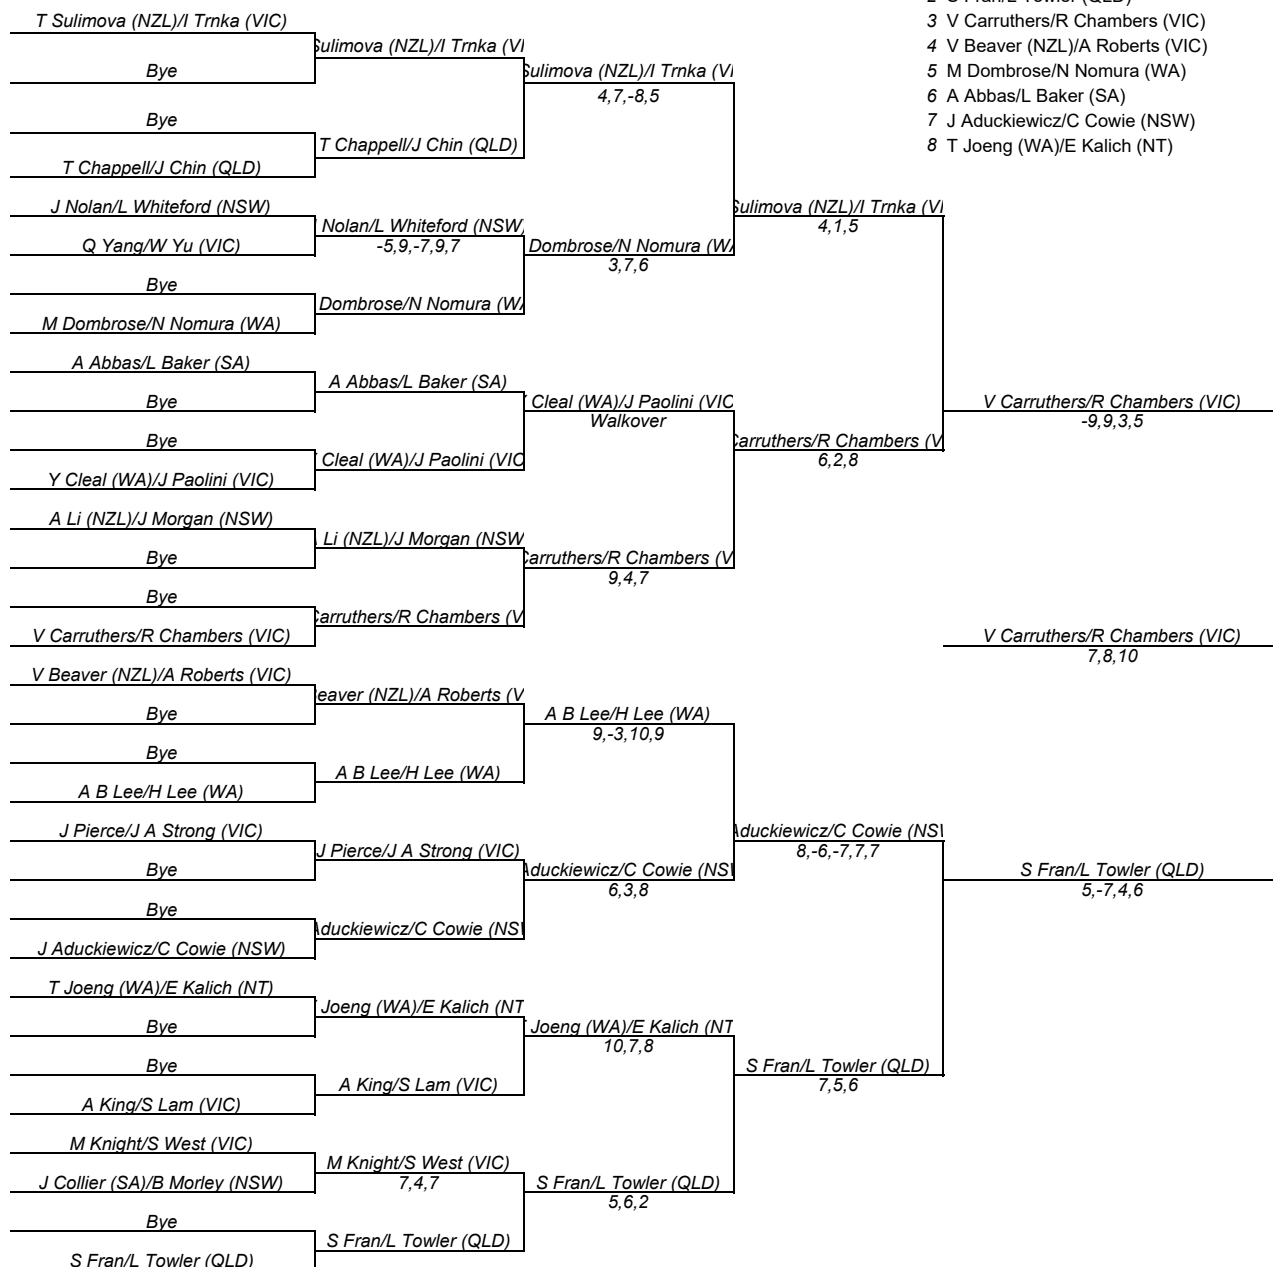 2 S Fran/L Towler (QLD)
3 V Carruthers/R Chambers (VIC)
4 V Beaver (NZL)/A Roberts (VIC)
5 M Dombrose/N Nomura (WA)
6 A Abbas/L Baker (SA)
7 J Aduckiewicz/C Cowie (NSW)
8 T Joeng (WA)/E Kalich (NT)
T Sulimova (NZL)/I Trnka (VIC)
Bye
Bye
T Chappell/J Chin (QLD)
J Nolan/L Whiteford (NSW)
Q Yang/W Yu (VIC)
Bye
M Dombrose/N Nomura (WA)
A Abbas/L Baker (SA)
Bye
Bye
Y Cleal (WA)/J Paolini (VIC)
A Li (NZL)/J Morgan (NSW)
Bye
Bye
V Carruthers/R Chambers (VIC)
V Beaver (NZL)/A Roberts (VIC)
Bye
Bye
A B Lee/H Lee (WA)
J Pierce/J A Strong (VIC)
Bye
Bye
J Aduckiewicz/C Cowie (NSW)
T Joeng (WA)/E Kalich (NT)
Bye
Bye
A King/S Lam (VIC)
M Knight/S West (VIC)
J Collier (SA)/B Morley (NSW)
Bye
S Fran/L Towler (QLD)
Sulimova (NZL)/I Trnka (VI
T Chappell/J Chin (QLD)
Nolan/L Whiteford (NSW)
-5,9,-7,9,7
Dombrose/N Nomura (WA
A Abbas/L Baker (SA)
Cleal (WA)/J Paolini (VIC
Li (NZL)/J Morgan (NSW
Carruthers/R Chambers (V
Beaver (NZL)/A Roberts (V
A B Lee/H Lee (WA)
J Pierce/J A Strong (VIC)
Aduckiewicz/C Cowie (NSW
Joeng (WA)/E Kalich (NT
A King/S Lam (VIC)
M Knight/S West (VIC)
7,4,7
S Fran/L Towler (QLD)
Sulimova (NZL)/I Trnka (VI
4,7,-8,5
Dombrose/N Nomura (WA
3,7,6
Cleal (WA)/J Paolini (VIC
Walkover
Carruthers/R Chambers (V
9,4,7
A B Lee/H Lee (WA)
9,-3,10,9
Aduckiewicz/C Cowie (NSW
6,3,8
Joeng (WA)/E Kalich (NT
10,7,8
S Fran/L Towler (QLD)
5,6,2
Sulimova (NZL)/I Trnka (VI
4,1,5
Carruthers/R Chambers (V
6,2,8
Aduckiewicz/C Cowie (NSW
8,-6,-7,7,7
S Fran/L Towler (QLD)
7,5,6
V Carruthers/R Chambers (VIC)
-9,9,3,5
V Carruthers/R Chambers (VIC)
7,8,10
S Fran/L Towler (QLD)
5,-7,4,6